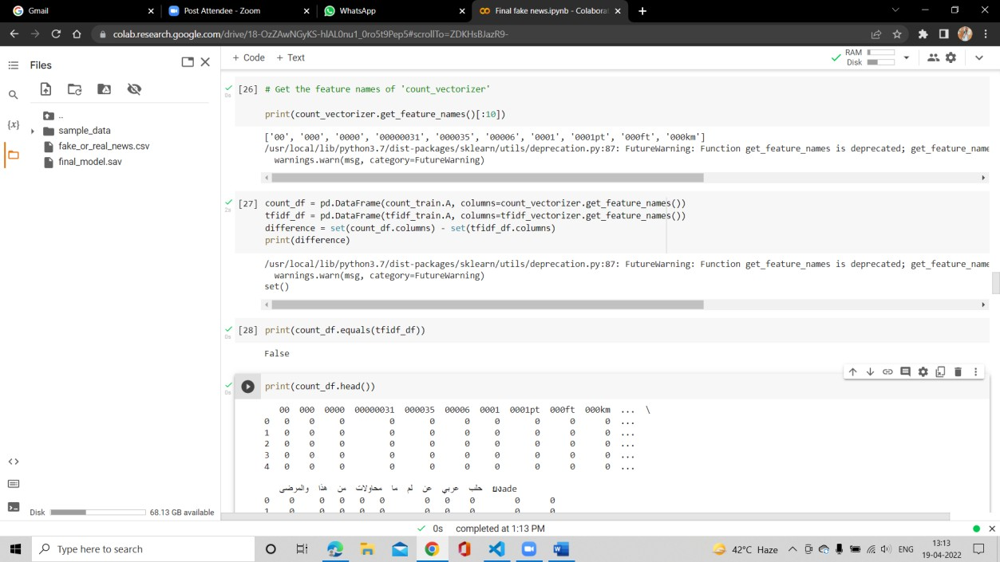 Gmail
Post Attendee - Zoom
WhatsApp
Final fake news.ipynb - Colaborat
colab.research.google.com/drive/18-OzZAwNGyKS-hlAL0nu1_0ro5t9Pep5#scrollTo=ZDKHsBJazR9-
Files
+ Code + Text
RAM
Disk
..
sample_data
fake_or_real_news.csv
final_model.sav
{x}
0s
[26] # Get the feature names of 'count_vectorizer'
print(count_vectorizer.get_feature_names()[:10])
['00', '000', '0000', '00000031', '000035', '00006', '0001', '0001pt', '000ft', '000km']
/usr/local/lib/python3.7/dist-packages/sklearn/utils/deprecation.py:87: FutureWarning: Function get_feature_names is deprecated; get_feature_name
warnings.warn(msg, category=FutureWarning)
2s
[27] count_df = pd.DataFrame(count_train.A, columns=count_vectorizer.get_feature_names())
tfidf_df = pd.DataFrame(tfidf_train.A, columns=tfidf_vectorizer.get_feature_names())
difference = set(count_df.columns) - set(tfidf_df.columns)
print(difference)
/usr/local/lib/python3.7/dist-packages/sklearn/utils/deprecation.py:87: FutureWarning: Function get_feature_names is deprecated; get_feature_name
warnings.warn(msg, category=FutureWarning)
set()
0s
[28] print(count_df.equals(tfidf_df))
False
0s
print(count_df.head())
00 000 0000 00000031 000035 00006 0001 0001pt 000ft 000km ... \
0 0 0 0 0 0 0 0 0 0 0 ...
1 0 0 0 0 0 0 0 0 0 0 ...
2 0 0 0 0 0 0 0 0 0 0 ...
3 0 0 0 0 0 0 0 0 0 0 ...
4 0 0 0 0 0 0 0 0 0 0 ...
حلب عربي عن لم ما محاولات من هذا والمرضى ยงade
0 0 0 0 0 0 0 0 0 0 0
1 0 0 0 0 0 0 0 0 0 0
Disk 68.13 GB available
0s completed at 1:13 PM
Type here to search
42°C Haze
ENG
13:13
19-04-2022